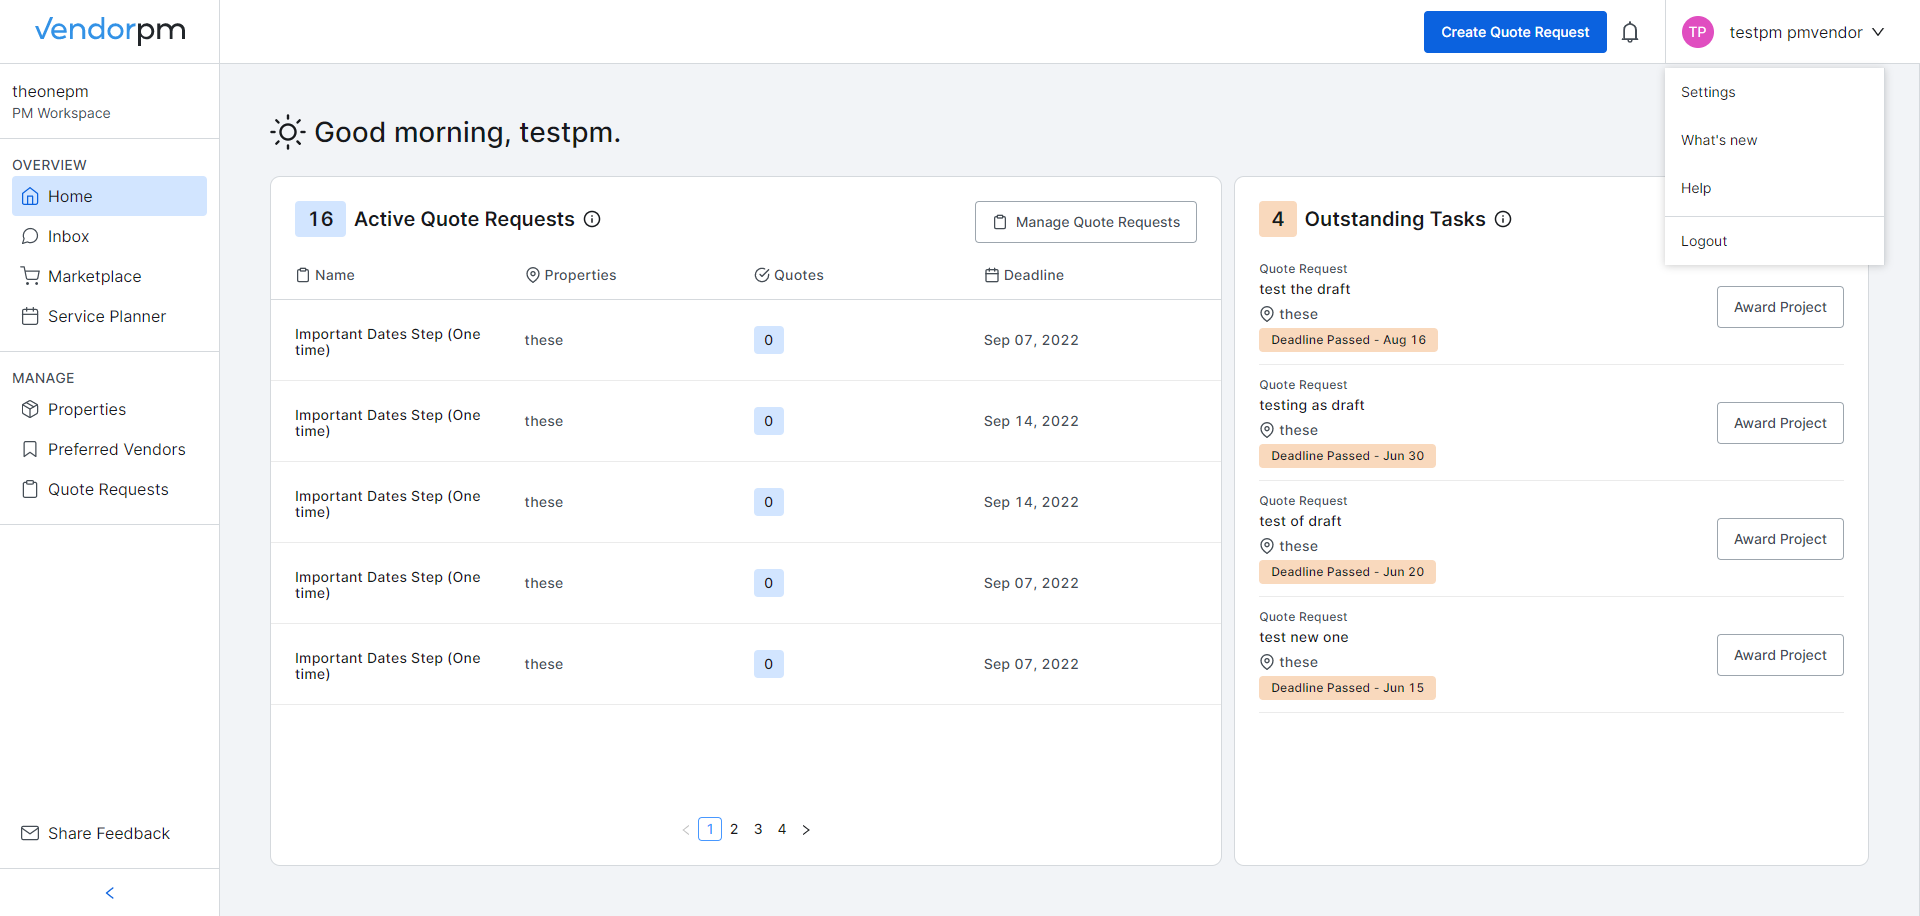 vendorpm
Create Quote Request
TP
testpm pmvendor
theonepm
PM Workspace
OVERVIEW
Home
Inbox
Marketplace
Service Planner
MANAGE
Properties
Preferred Vendors
Quote Requests
Share Feedback
Settings
What's new
Help
Logout
Good morning, testpm.
16 Active Quote Requests
Manage Quote Requests
Name Properties Quotes Deadline
Important Dates Step (One
time)
these 0 Sep 07, 2022
Important Dates Step (One
time)
these 0 Sep 14, 2022
Important Dates Step (One
time)
these 0 Sep 14, 2022
Important Dates Step (One
time)
these 0 Sep 07, 2022
Important Dates Step (One
time)
these 0 Sep 07, 2022
1 2 3 4
4 Outstanding Tasks
Quote Request
test the draft
these
Deadline Passed - Aug 16
Award Project
Quote Request
testing as draft
these
Deadline Passed - Jun 30
Award Project
Quote Request
test of draft
these
Deadline Passed - Jun 20
Award Project
Quote Request
test new one
these
Deadline Passed - Jun 15
Award Project